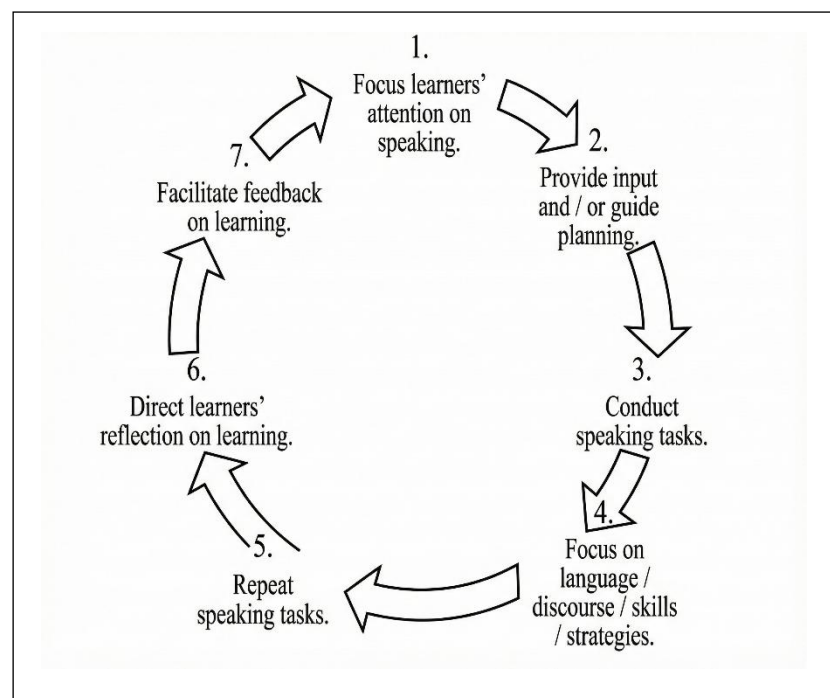 1.
Focus learners’
attention on
speaking.
2.
Provide input
and / or guide
planning.
3.
Conduct
speaking tasks.
4.
Focus on
language /
discourse / skills
/ strategies.
5.
Repeat
speaking tasks.
6.
Direct learners’
reflection on learning.
7.
Facilitate feedback
on learning.